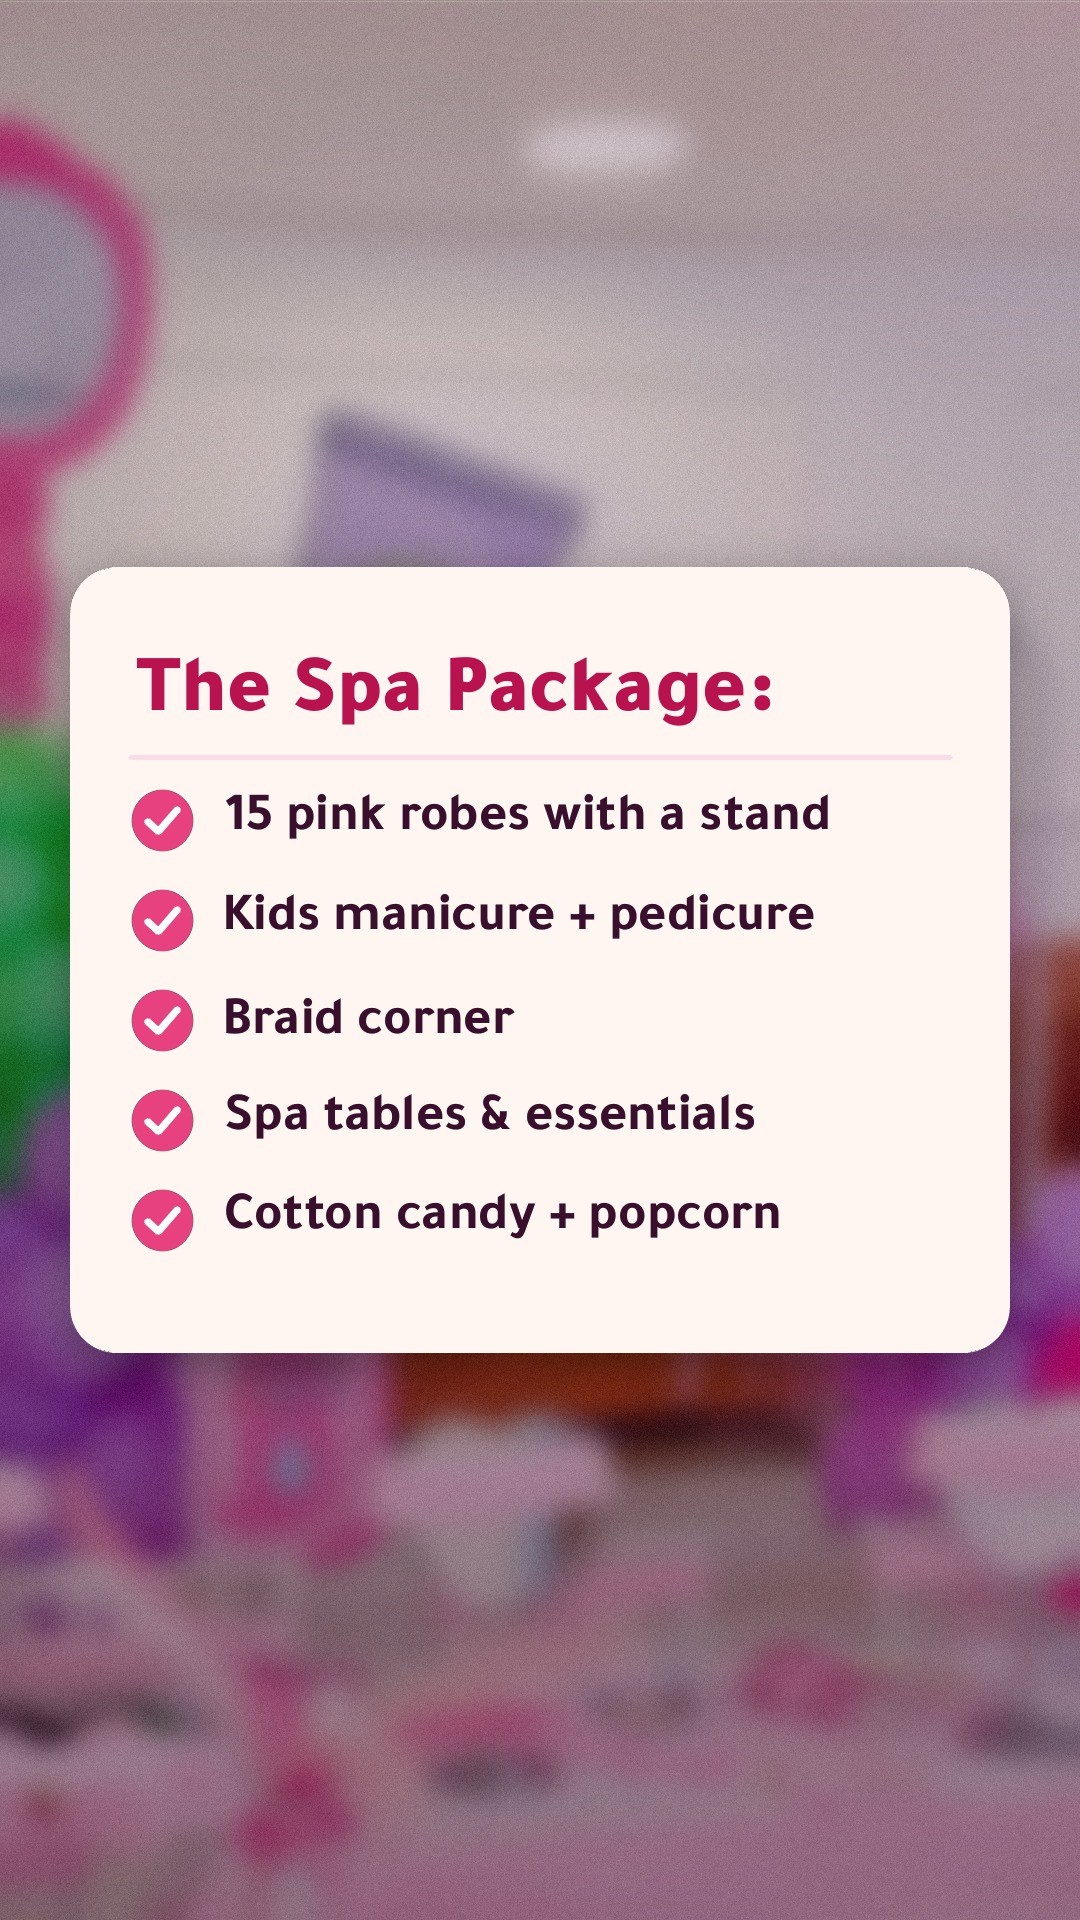 The Spa Package:
15 pink robes with a stand
Kids manicure + pedicure
Braid corner
Spa tables & essentials
Cotton candy + popcorn